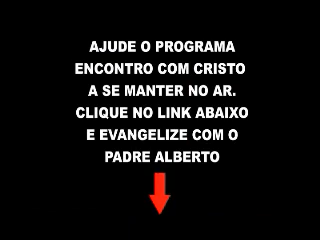 AJUDE O PROGRAMA
ENCONTRO COM CRISTO
A SE MANTER NO AR.
CLIQUE NO LINK ABAIXO
E EVANGELIZE COM O
PADRE ALBERTO